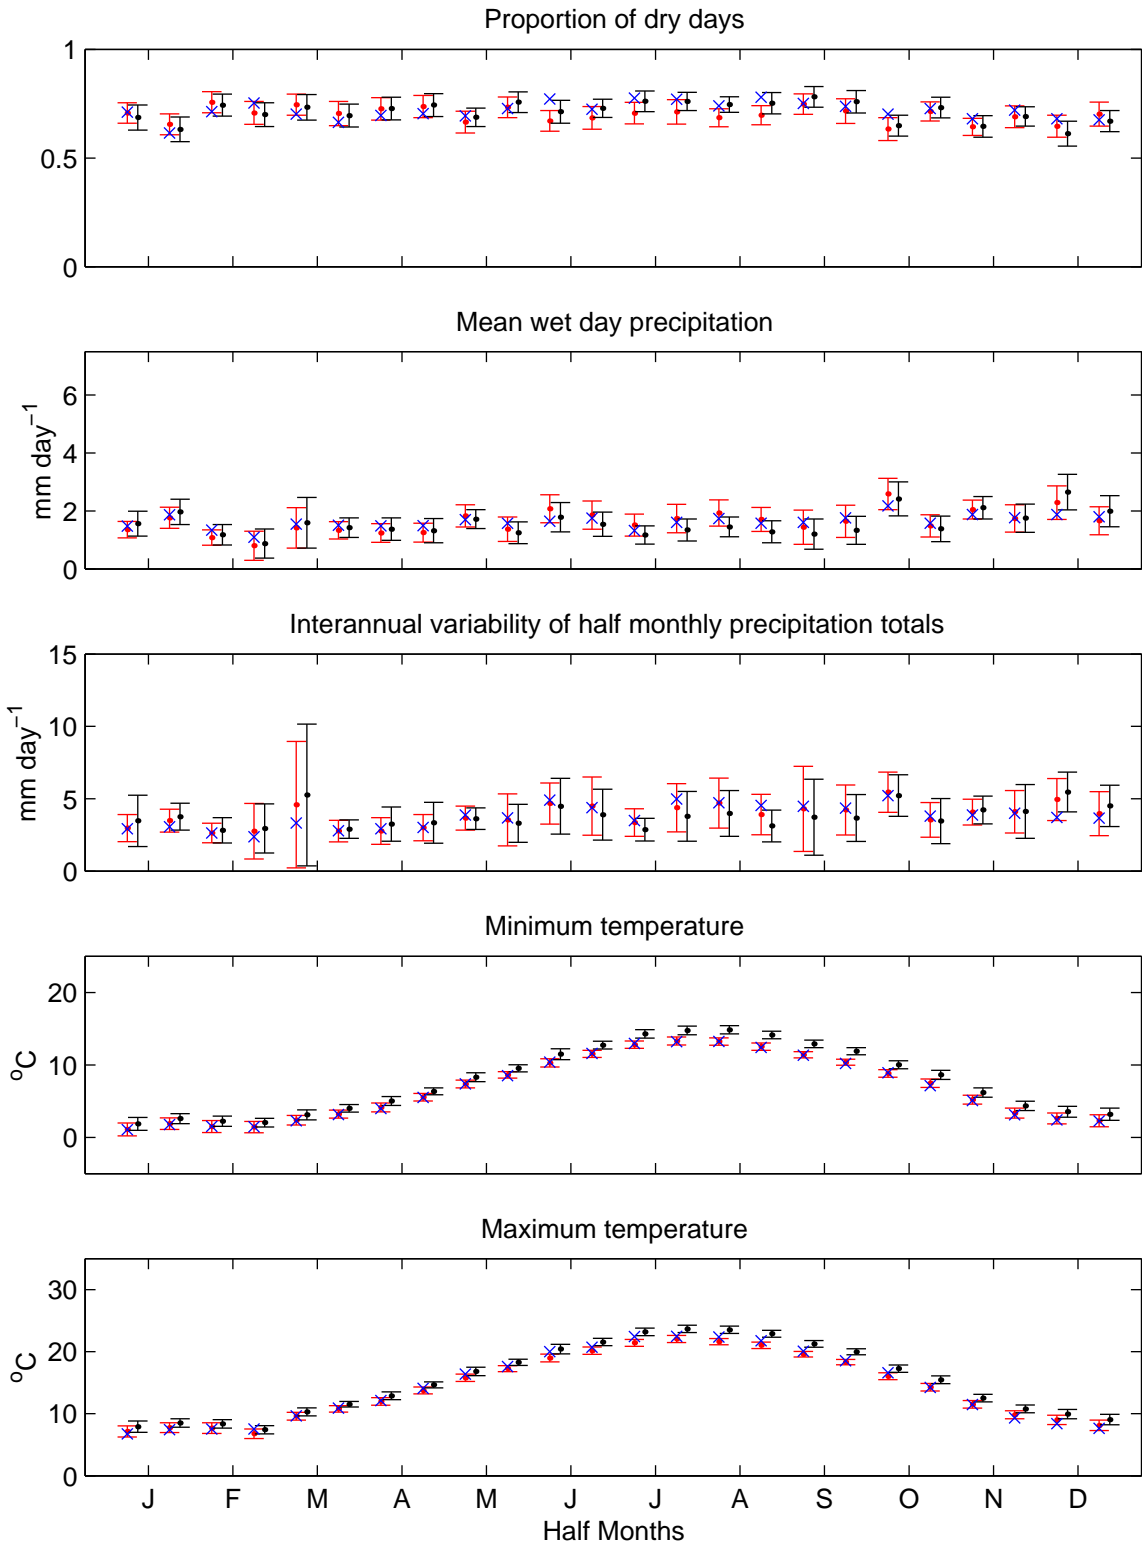 Proportion of dry days
1
0.5
0
Mean wet day precipitation
6
4
2
0
mm day⁻¹
Interannual variability of half monthly precipitation totals
15
10
5
0
mm day⁻¹
Minimum temperature
20
10
0
ºC
Maximum temperature
30
20
10
0
ºC
J F M A M J J A S O N D
Half Months